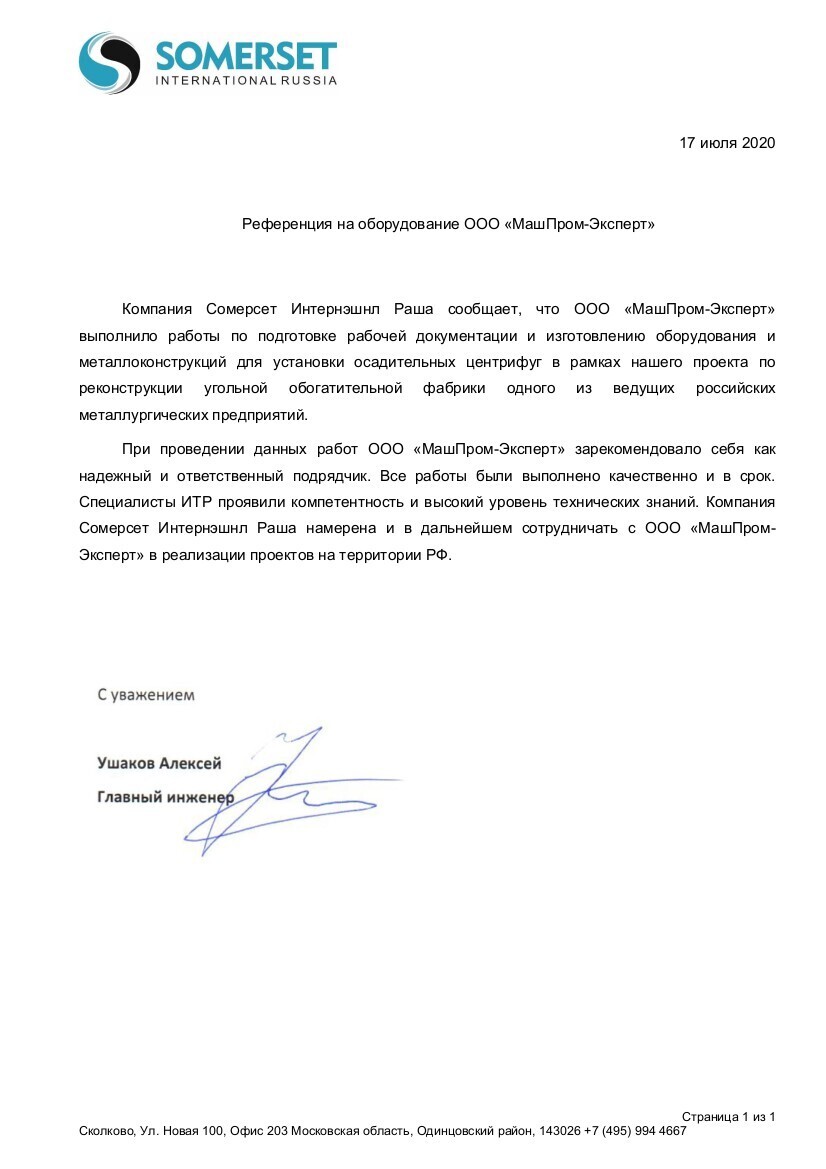 SOMERSET
INTERNATIONAL RUSSIA
17 июля 2020
Референция на оборудование ООО «МашПром-Эксперт»
Компания Сомерсет Интернэшнл Раша сообщает, что ООО «МашПром-Эксперт»
выполнило работы по подготовке рабочей документации и изготовлению оборудования и
металлоконструкций для установки осадительных центрифуг в рамках нашего проекта по
реконструкции угольной обогатительной фабрики одного из ведущих российских
металлургических предприятий.
При проведении данных работ ООО «МашПром-Эксперт» зарекомендовало себя как
надежный и ответственный подрядчик. Все работы были выполнено качественно и в срок.
Специалисты ИТР проявили компетентность и высокий уровень технических знаний. Компания
Сомерсет Интернэшнл Раша намерена и в дальнейшем сотрудничать с ООО «МашПром-
Эксперт» в реализации проектов на территории РФ.
С уважением
Ушаков Алексей
Главный инженер
Страница 1 из 1
Сколково, Ул. Новая 100, Офис 203 Московская область, Одинцовский район, 143026 +7 (495) 994 4667